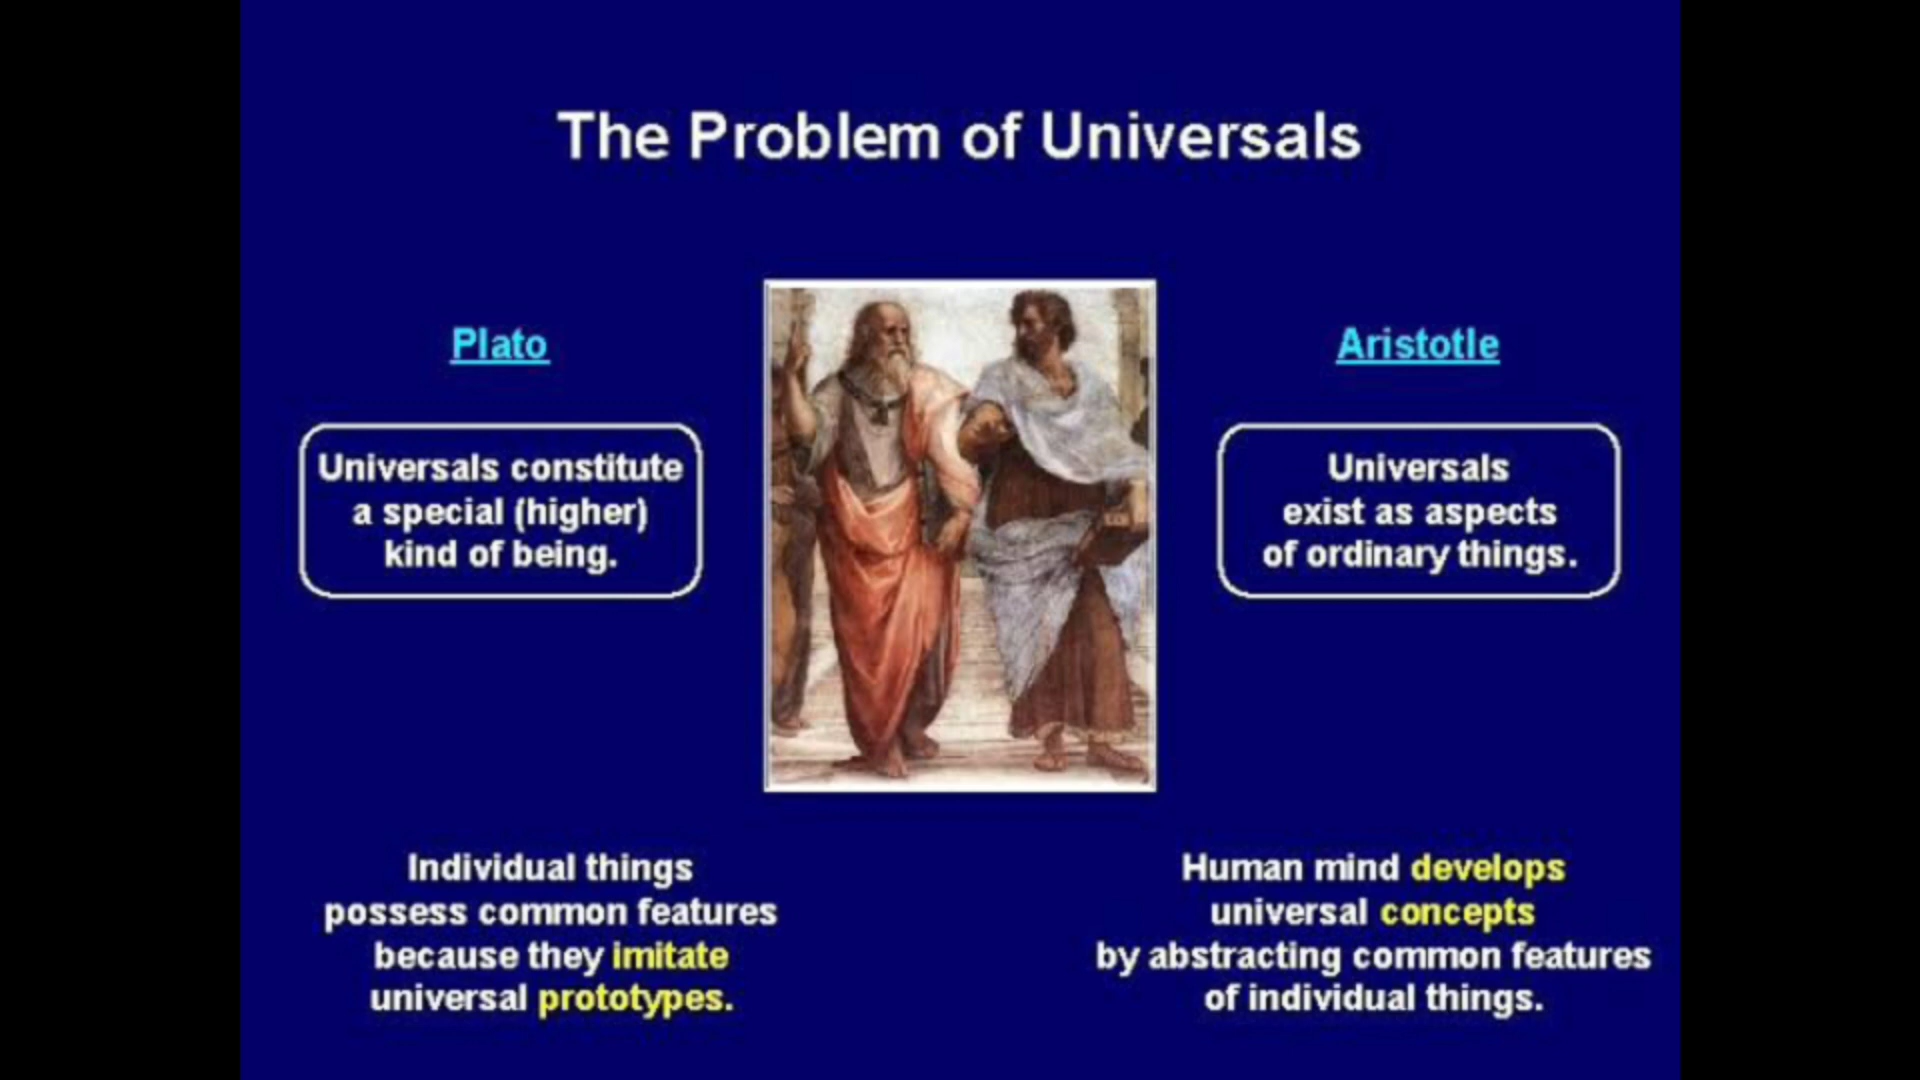 The Problem of Universals
Plato
Universals constitute
a special (higher)
kind of being.
Individual things
possess common features
because they imitate
universal prototypes.
Aristotle
Universals
exist as aspects
of ordinary things.
Human mind develops
universal concepts
by abstracting common features
of individual things.